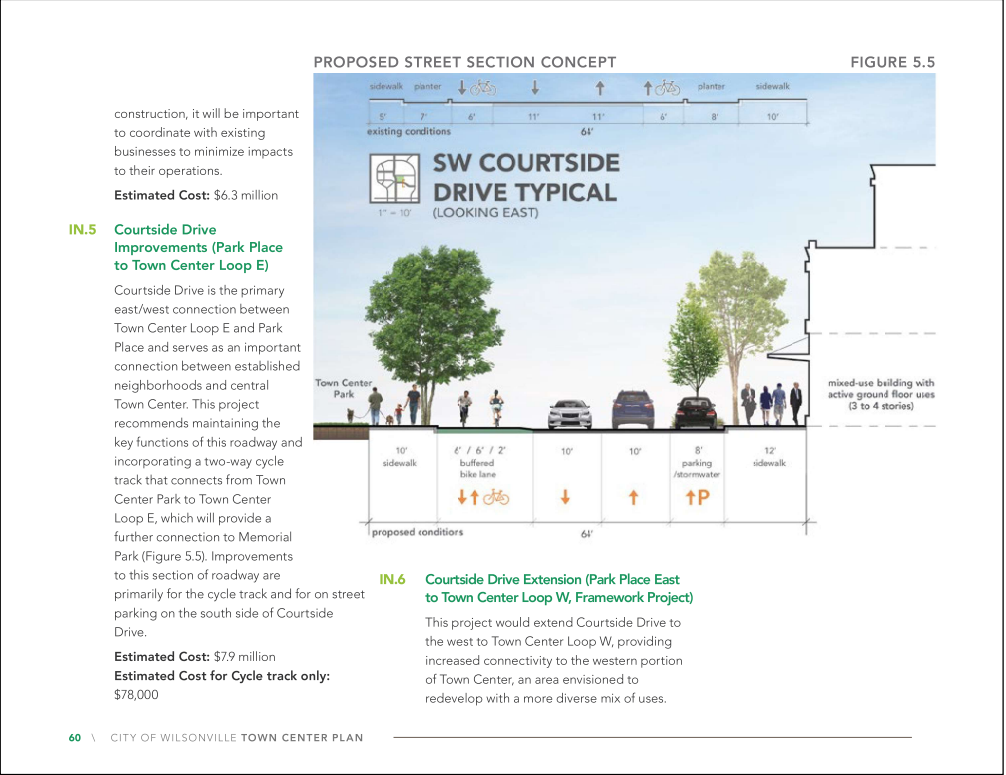 PROPOSED STREET SECTION CONCEPT
FIGURE 5.5
construction, it will be important
to coordinate with existing
businesses to minimize impacts
to their operations.
Estimated Cost: $6.3 million
IN.5 Courtside Drive
Improvements (Park Place
to Town Center Loop E)
Courtside Drive is the primary
east/west connection between
Town Center Loop E and Park
Place and serves as an important
connection between established
neighborhoods and central
Town Center. This project
recommends maintaining the
key functions of this roadway and
incorporating a two-way cycle
track that connects from Town
Center Park to Town Center
Loop E, which will provide a
further connection to Memorial
Park (Figure 5.5). Improvements
to this section of roadway are
primarily for the cycle track and for on street
parking on the south side of Courtside
Drive.
Estimated Cost: $7.9 million
Estimated Cost for Cycle track only:
$78,000
sidewalk planter planter sidewalk
5' 7' 6' 11' 11' 6' 8' 10'
existing conditions 64'
SW COURTSIDE
DRIVE TYPICAL
(LOOKING EAST)
1" = 10'
Town Center
Park
mixed-use building with
active ground floor uses
(3 to 4 stories)
10' 6' / 6' / 2' 10' 10' 8' 12'
sidewalk buffered parking sidewalk
bike lane /stormwater
P
proposed conditions 64'
IN.6 Courtside Drive Extension (Park Place East
to Town Center Loop W, Framework Project)
This project would extend Courtside Drive to
the west to Town Center Loop W, providing
increased connectivity to the western portion
of Town Center, an area envisioned to
redevelop with a more diverse mix of uses.
60 \ CITY OF WILSONVILLE TOWN CENTER PLAN